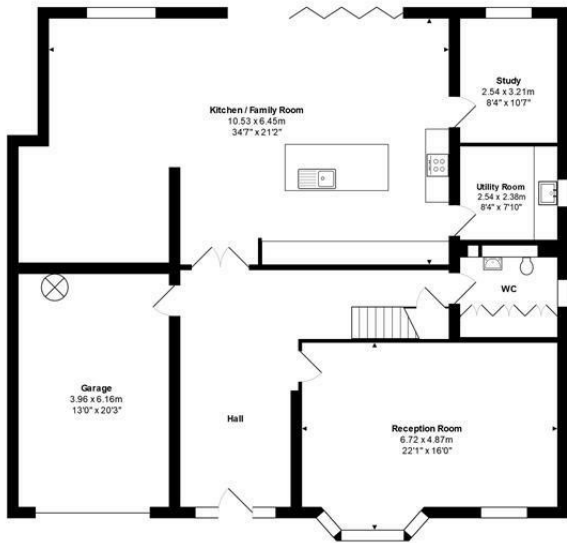 Kitchen / Family Room
10.53 x 6.45m
34'7" x 21'2"
Study
2.54 x 3.21m
8'4" x 10'7"
Utility Room
2.54 x 2.38m
8'4" x 7'10"
WC
Garage
3.96 x 6.16m
13'0" x 20'3"
Hall
Reception Room
6.72 x 4.87m
22'1" x 16'0"